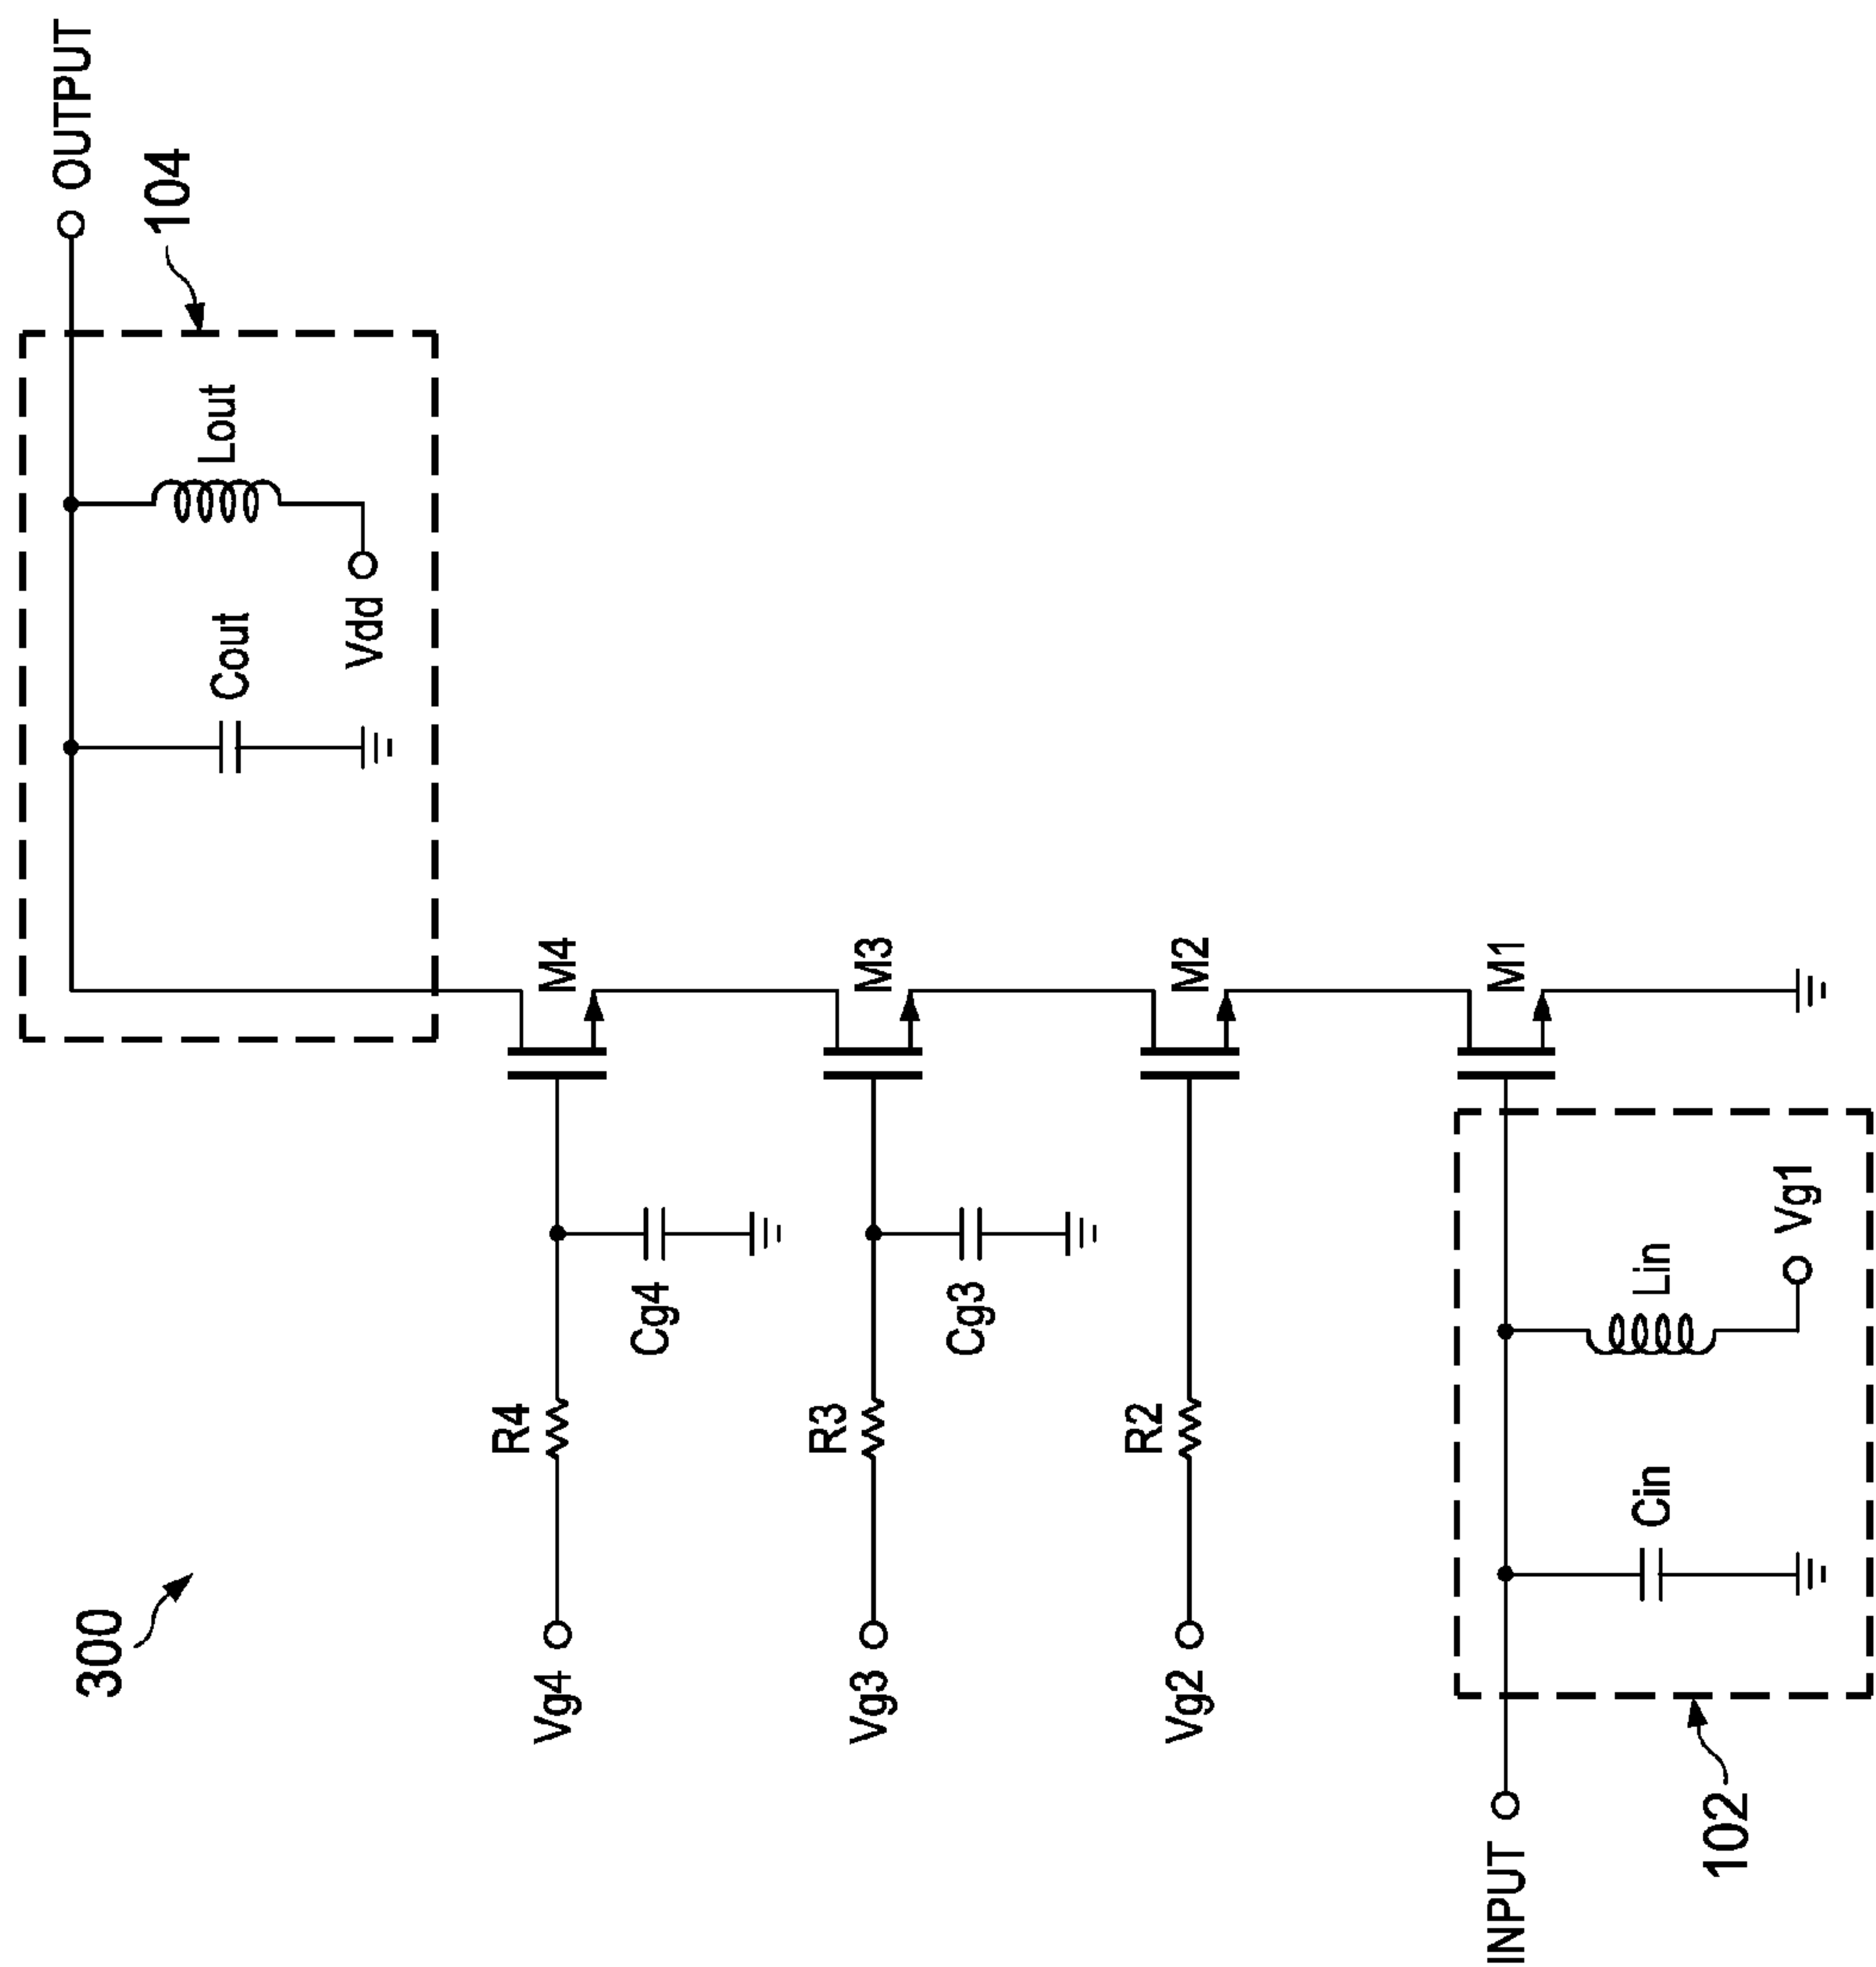 300
OUTPUT
104
Lout
Cout
Vdd
M4
R4
Cg4
Vg4
M3
R3
Cg3
Vg3
M2
R2
Vg2
M1
Vg1
Lin
Cin
INPUT
102